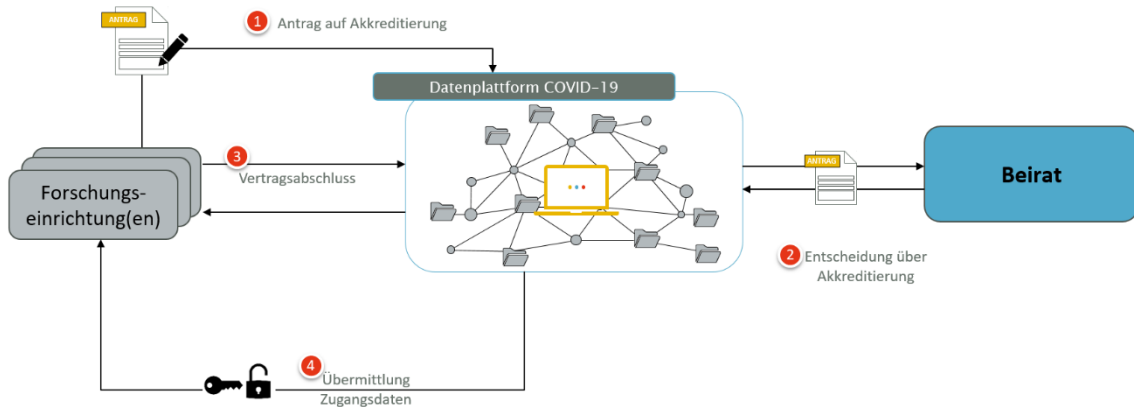 ANTRAG
1 Antrag auf Akkreditierung
Datenplattform COVID-19
3
Vertragsabschluss
Forschungs-
einrichtung(en)
ANTRAG
Beirat
2 Entscheidung über
Akkreditierung
4
Übermittlung
Zugangsdaten